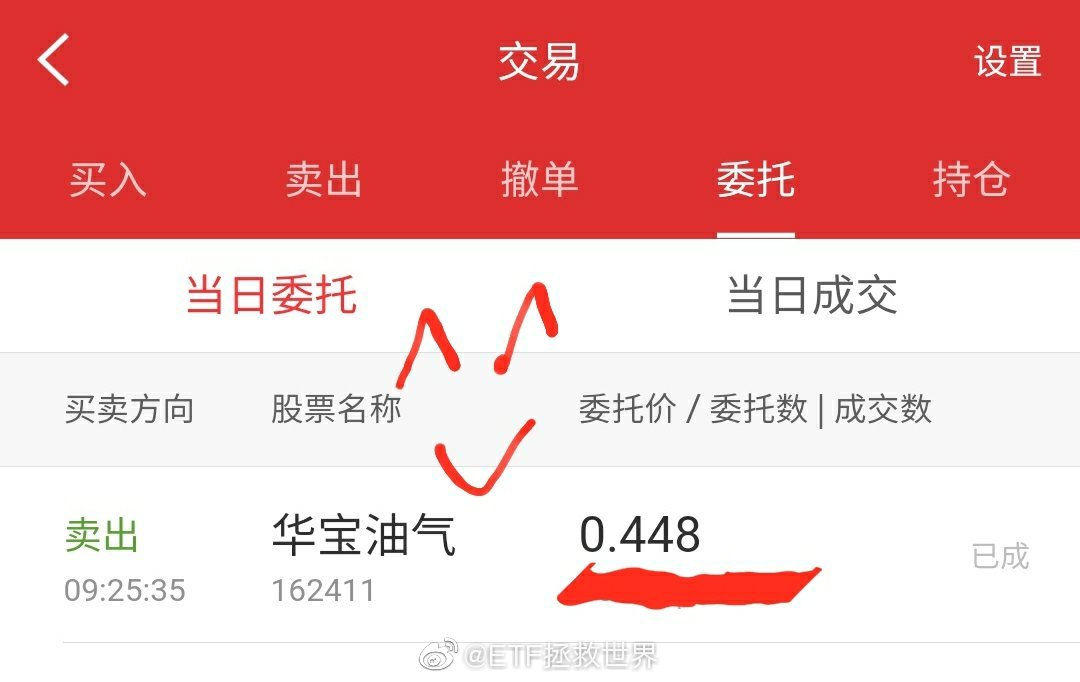 交易 设置
买入 卖出 撤单 委托 持仓
当日委托 当日成交
买卖方向 股票名称 委托价 / 委托数 | 成交数
卖出 华宝油气 0.448 已成
09:25:35 162411
@ETF拯救世界